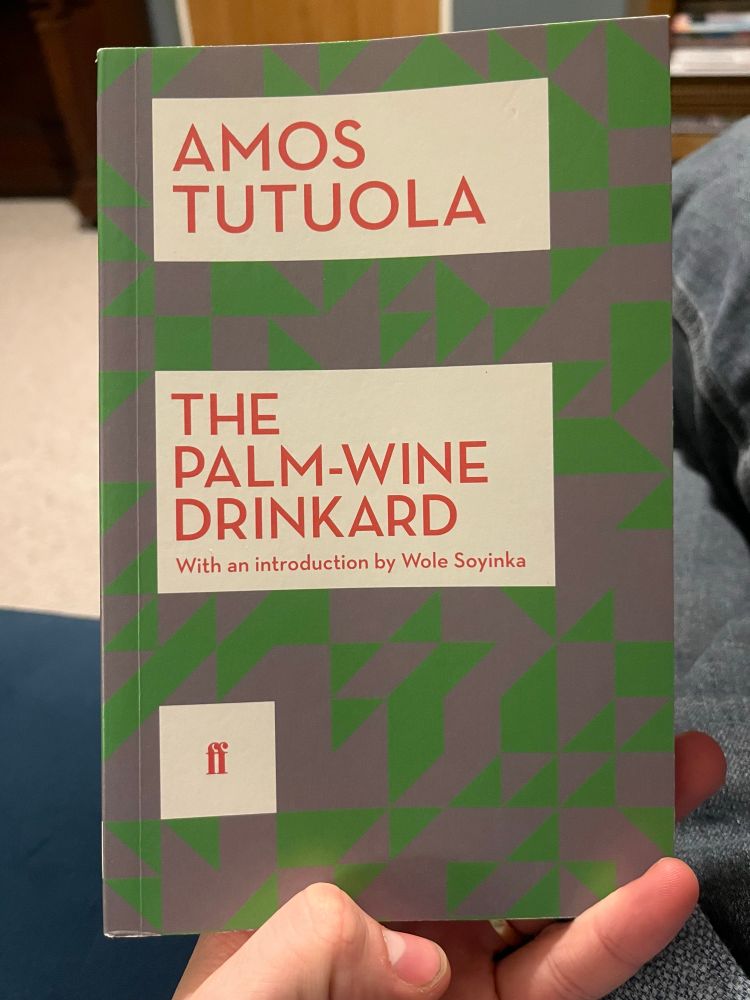 AMOS
TUTUOLA
THE
PALM-WINE
DRINKARD
With an introduction by Wole Soyinka
ff